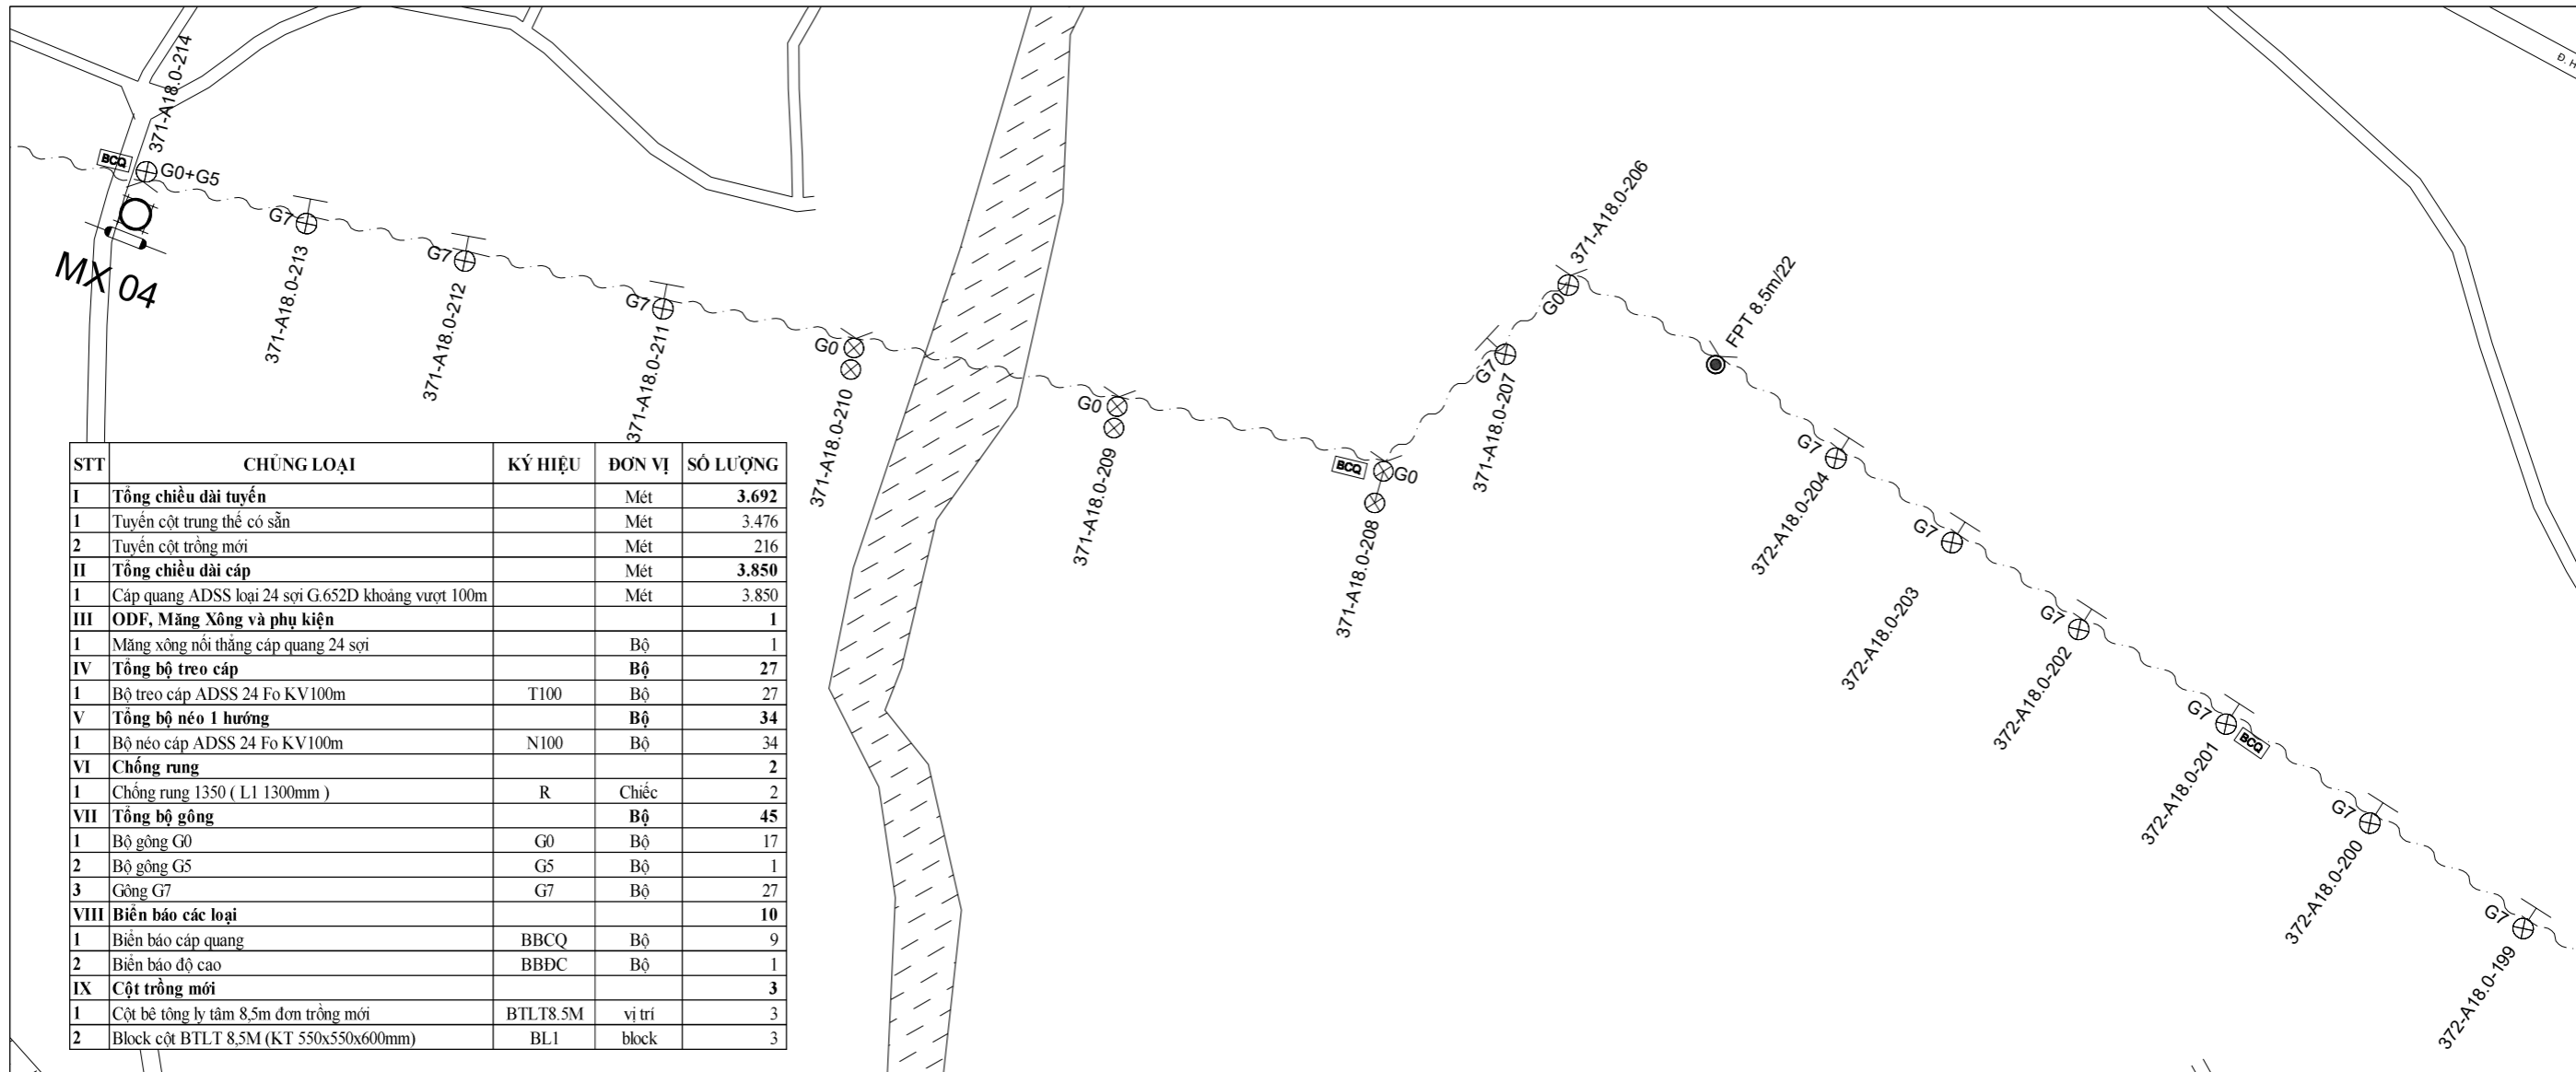 371-A18.0-214
BCQ
G0+G5
MX 04
G7
371-A18.0-213
G7
371-A18.0-212
G7
371-A18.0-211
G0
371-A18.0-210
G0
371-A18.0-209
BCQ
G0
371-A18.0-208
G7
371-A18.0-207
G0
371-A18.0-206
FPT 8.5m/22
G7
372-A18.0-204
G7
372-A18.0-203
G7
372-A18.0-202
G7
BCQ
372-A18.0-201
G7
372-A18.0-200
G7
372-A18.0-199
STT CHỦNG LOẠI KÝ HIỆU ĐƠN VỊ SỐ LƯỢNG
I Tổng chiều dài tuyến Mét 3.692
1 Tuyến cột trung thế có sẵn Mét 3.476
2 Tuyến cột trồng mới Mét 216
II Tổng chiều dài cáp Mét 3.850
1 Cáp quang ADSS loại 24 sợi G.652D khoảng vượt 100m Mét 3.850
III ODF, Măng Xông và phụ kiện 1
1 Măng xông nối thẳng cáp quang 24 sợi Bộ 1
IV Tổng bộ treo cáp Bộ 27
1 Bộ treo cáp ADSS 24 Fo KV100m T100 Bộ 27
V Tổng bộ néo 1 hướng Bộ 34
1 Bộ néo cáp ADSS 24 Fo KV100m N100 Bộ 34
VI Chống rung 2
1 Chống rung 1350 ( L1 1300mm ) R Chiếc 2
VII Tổng bộ gông Bộ 45
1 Bộ gông G0 G0 Bộ 17
2 Bộ gông G5 G5 Bộ 1
3 Gông G7 G7 Bộ 27
VIII Biển báo các loại 10
1 Biển báo cáp quang BBCQ Bộ 9
2 Biển báo độ cao BBĐC Bộ 1
IX Cột trồng mới 3
1 Cột bê tông ly tâm 8,5m đơn trồng mới BTLT8.5M vị trí 3
2 Block cột BTLT 8,5M (KT 550x550x600mm) BL1 block 3